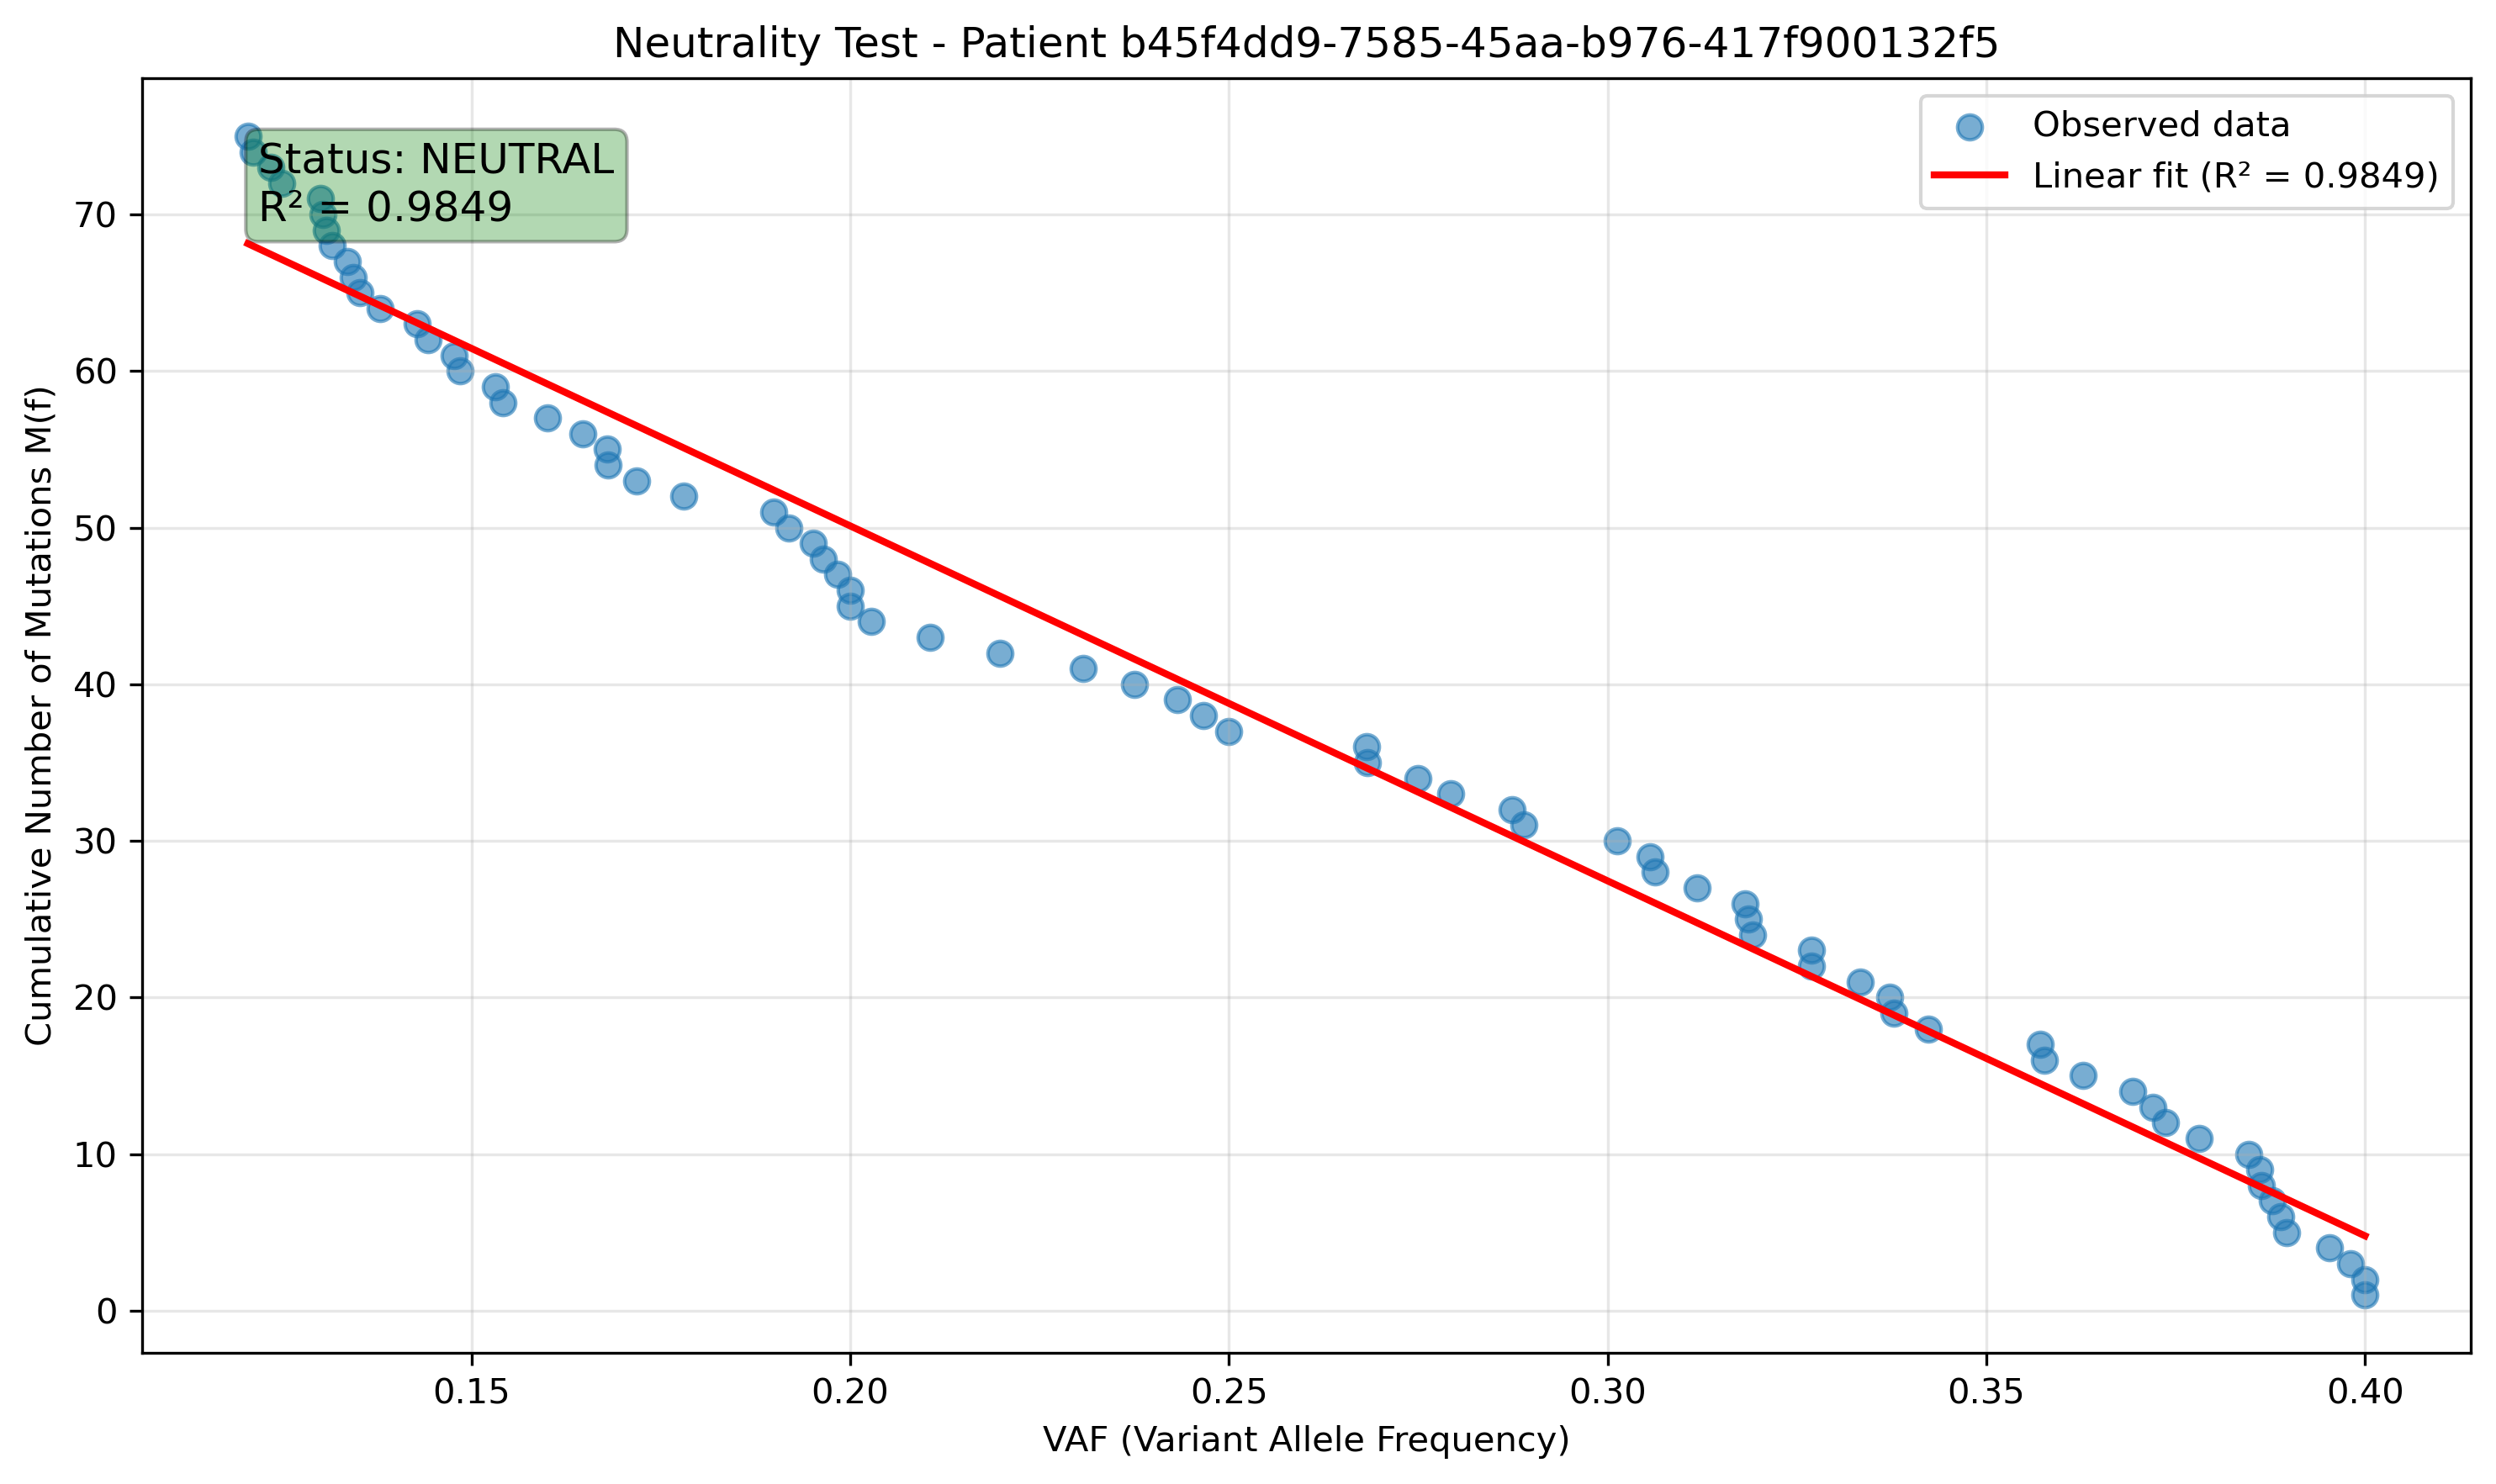 Neutrality Test - Patient b45f4dd9-7585-45aa-b976-417f900132f5
Status: NEUTRAL
R² = 0.9849
Observed data
Linear fit (R² = 0.9849)
Cumulative Number of Mutations M(f)
70
60
50
40
30
20
10
0
0.15 0.20 0.25 0.30 0.35 0.40
VAF (Variant Allele Frequency)